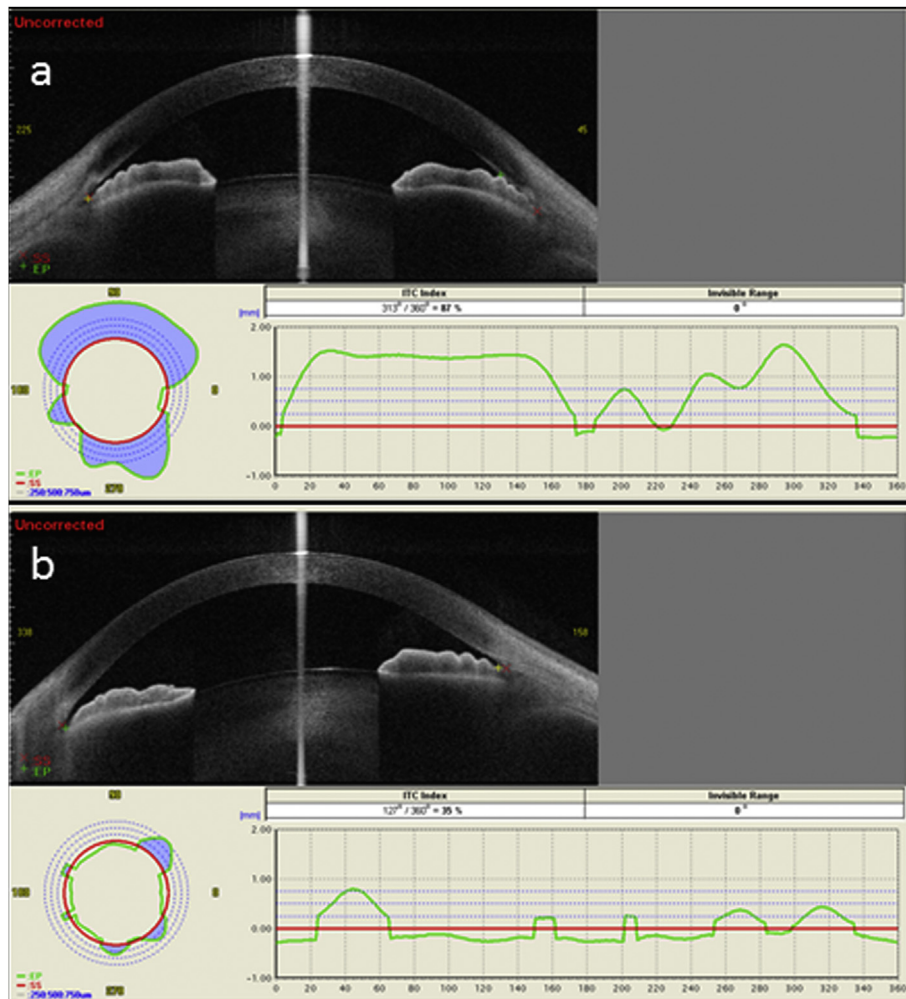 Uncorrected
a
225
45
+ SS
+ EP
ITC Index
Invisible Range
313° / 360° = 87 %
0 °
[mm]
90
180
0
270
2.00
1.00
0.00
-1.00
0 20 40 60 80 100 120 140 160 180 200 220 240 260 280 300 320 340 360
:EP
:SS
:250:500:750um
Uncorrected
b
338
158
+ SS
+ EP
ITC Index
Invisible Range
127° / 360° = 35 %
0 °
[mm]
90
180
0
270
2.00
1.00
0.00
-1.00
0 20 40 60 80 100 120 140 160 180 200 220 240 260 280 300 320 340 360
:EP
:SS
:250:500:750um